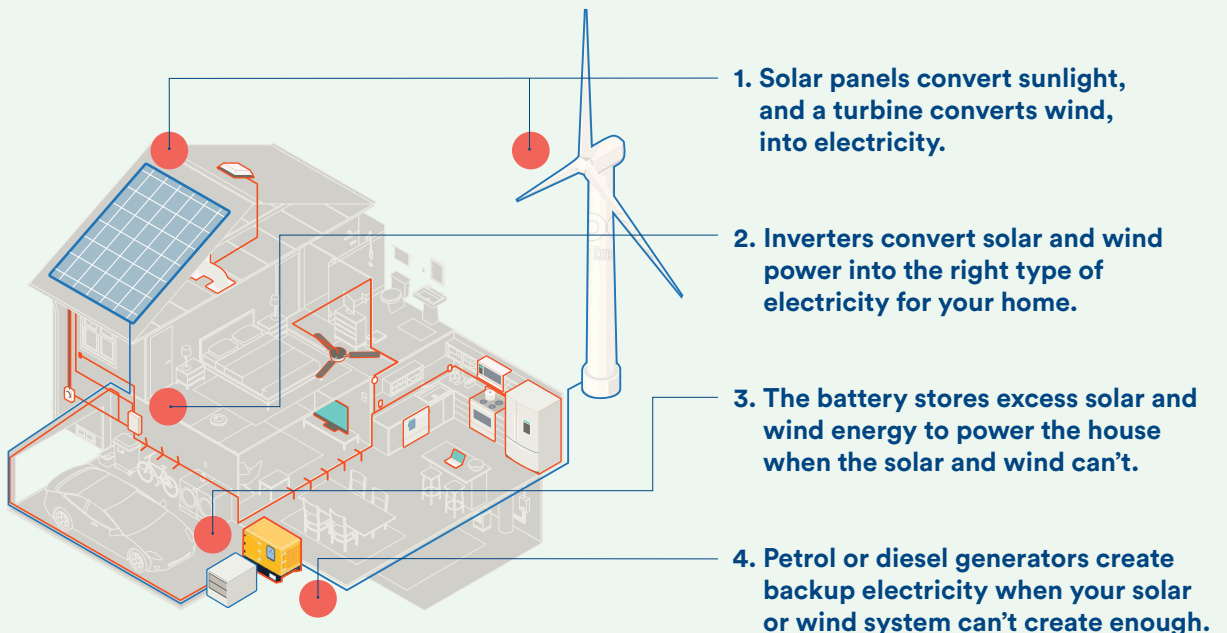 1. Solar panels convert sunlight,
and a turbine converts wind,
into electricity.
2. Inverters convert solar and wind
power into the right type of
electricity for your home.
3. The battery stores excess solar and
wind energy to power the house
when the solar and wind can’t.
4. Petrol or diesel generators create
backup electricity when your solar
or wind system can’t create enough.